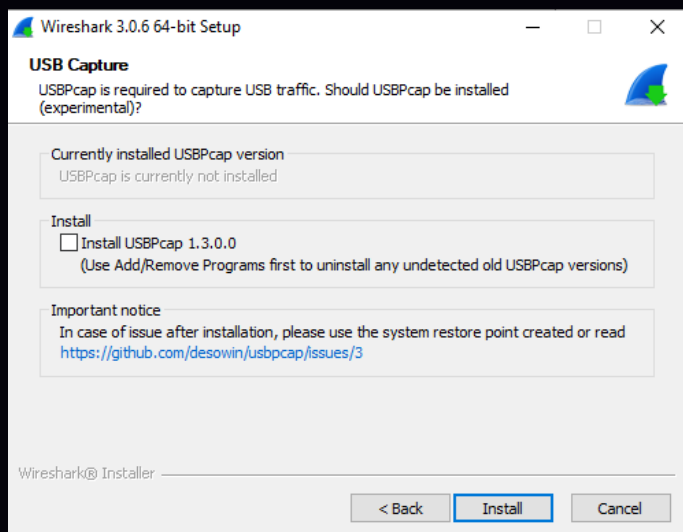 Wireshark 3.0.6 64-bit Setup
USB Capture
USBPcap is required to capture USB traffic. Should USBPcap be installed
(experimental)?
Currently installed USBPcap version
USBPcap is currently not installed
Install
Install USBPcap 1.3.0.0
(Use Add/Remove Programs first to uninstall any undetected old USBPcap versions)
Important notice
In case of issue after installation, please use the system restore point created or read
https://github.com/desowin/usbpcap/issues/3
Wireshark® Installer
< Back Install Cancel